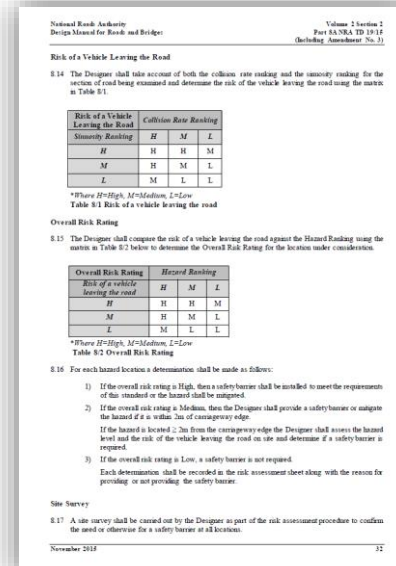 National Roads Authority
Design Manual for Roads and Bridges
Volume 2 Section 2
Part 8A NRA TD 19/15
(Including Amendment No. 3)
Risk of a Vehicle Leaving the Road
8.14 The Designer shall take account of both the collision rate ranking and the sinuosity ranking for the
section of road being examined and determine the risk of the vehicle leaving the road using the matrix
in Table 8/1.
Risk of a Vehicle Leaving the Road Collision Rate Ranking
Sinuosity Ranking H M L
H H H M
M H M L
L M L L
*Where H=High, M=Medium, L=Low
Table 8/1 Risk of a vehicle leaving the road
Overall Risk Rating
8.15 The Designer shall compare the risk of a vehicle leaving the road against the Hazard Ranking using the
matrix in Table 8/2 below to determine the Overall Risk Rating for the location under consideration.
Overall Risk Rating Hazard Ranking
Risk of a vehicle leaving the road H M L
H H H M
M H M L
L M L L
*Where H=High, M=Medium, L=Low
Table 8/2 Overall Risk Rating
8.16 For each hazard location a determination shall be made as follows:
1) If the overall risk rating is High, then a safety barrier shall be installed to meet the requirements
of this standard or the hazard shall be mitigated.
2) If the overall risk rating is Medium, then the Designer shall provide a safety barrier or mitigate
the hazard if it is within 2m of carriageway edge.
If the hazard is located ≥ 2m from the carriageway edge the Designer shall assess the hazard
level and the risk of the vehicle leaving the road on site and determine if a safety barrier is
required.
3) If the overall risk rating is Low, a safety barrier is not required.
Each determination shall be recorded in the risk assessment sheet along with the reason for
providing or not providing the safety barrier.
Site Survey
8.17 A site survey shall be carried out by the Designer as part of the risk assessment procedure to confirm
the need or otherwise for a safety barrier at all locations.
November 2015
32